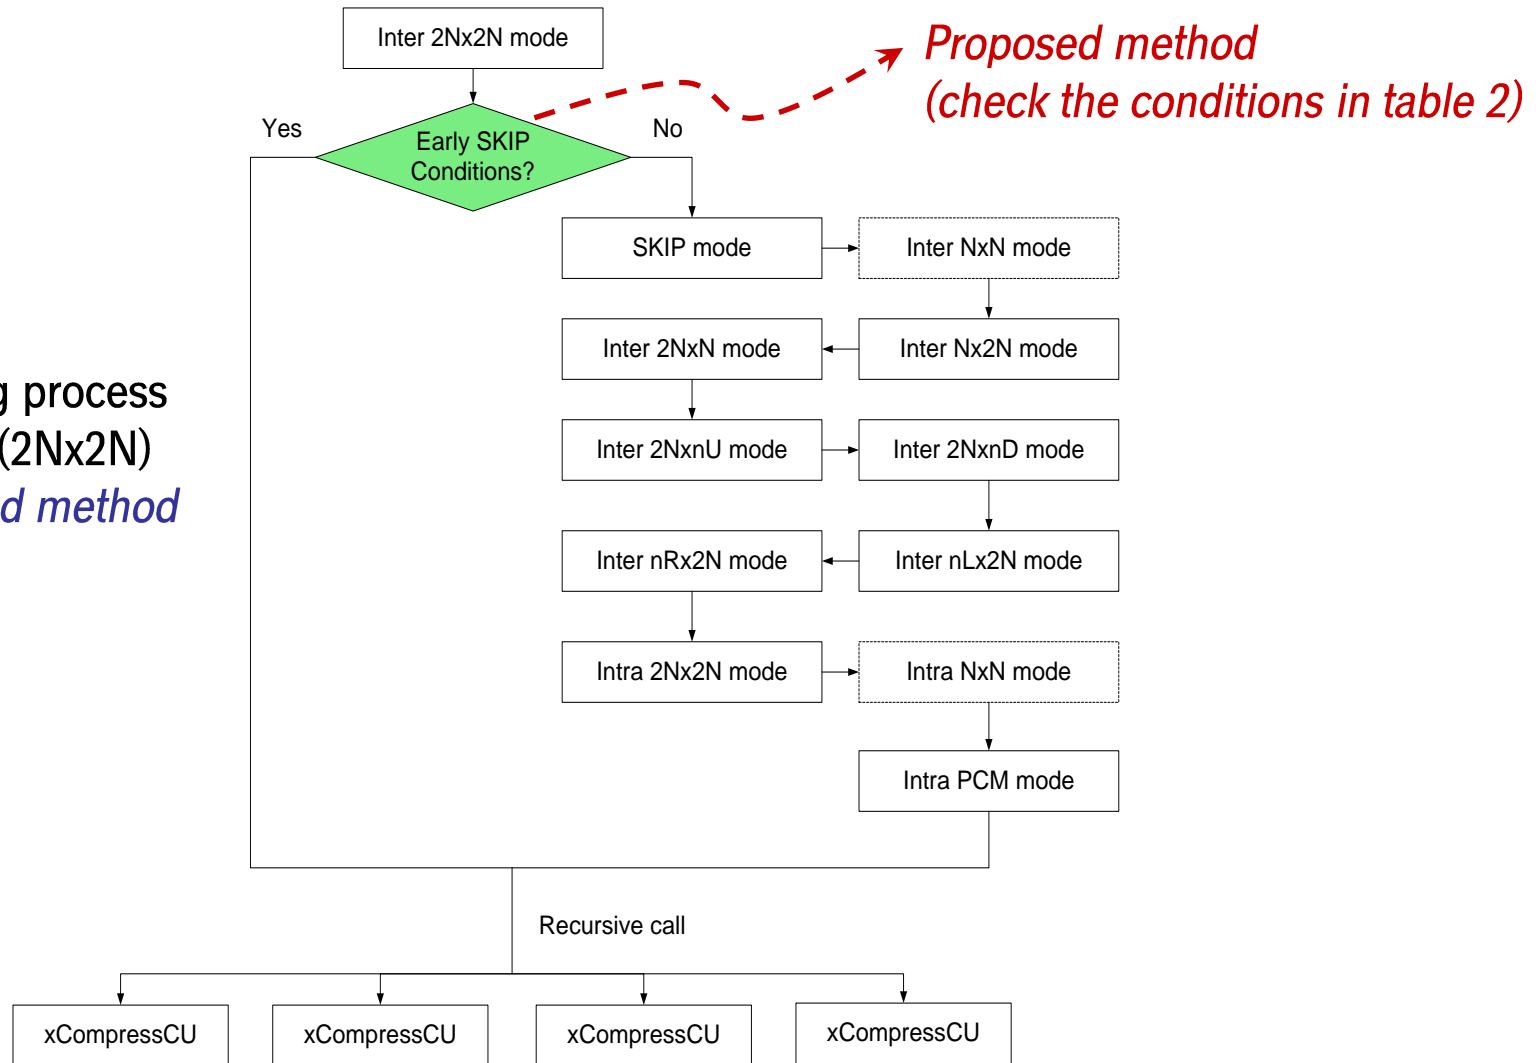 Inter 2Nx2N mode
Proposed method
(check the conditions in table 2)
Yes
No
Early SKIP
Conditions?
SKIP mode
Inter NxN mode
Inter 2NxN mode
Inter Nx2N mode
process
(2Nx2N)
method
Inter 2NxnU mode
Inter 2NxnD mode
Inter nRx2N mode
Inter nLx2N mode
Intra 2Nx2N mode
Intra NxN mode
Intra PCM mode
Recursive call
xCompressCU
xCompressCU
xCompressCU
xCompressCU